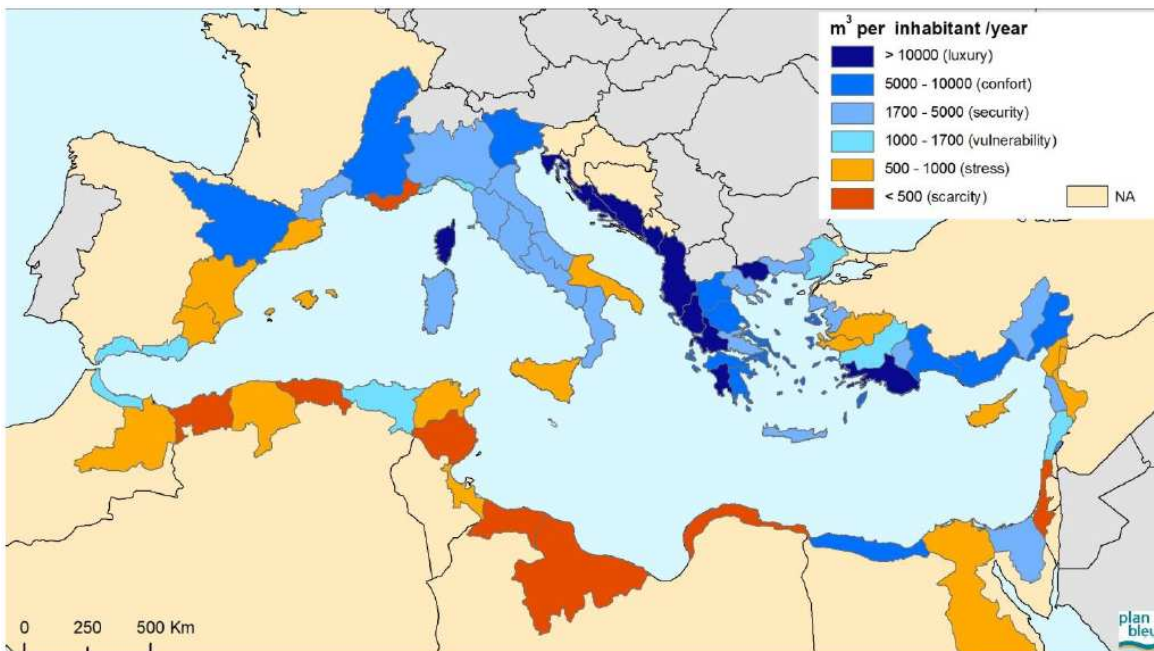 m³ per inhabitant /year
> 10000 (luxury)
5000 - 10000 (confort)
1700 - 5000 (security)
1000 - 1700 (vulnerability)
500 - 1000 (stress)
< 500 (scarcity)
NA
0 250 500 Km
plan
bleu